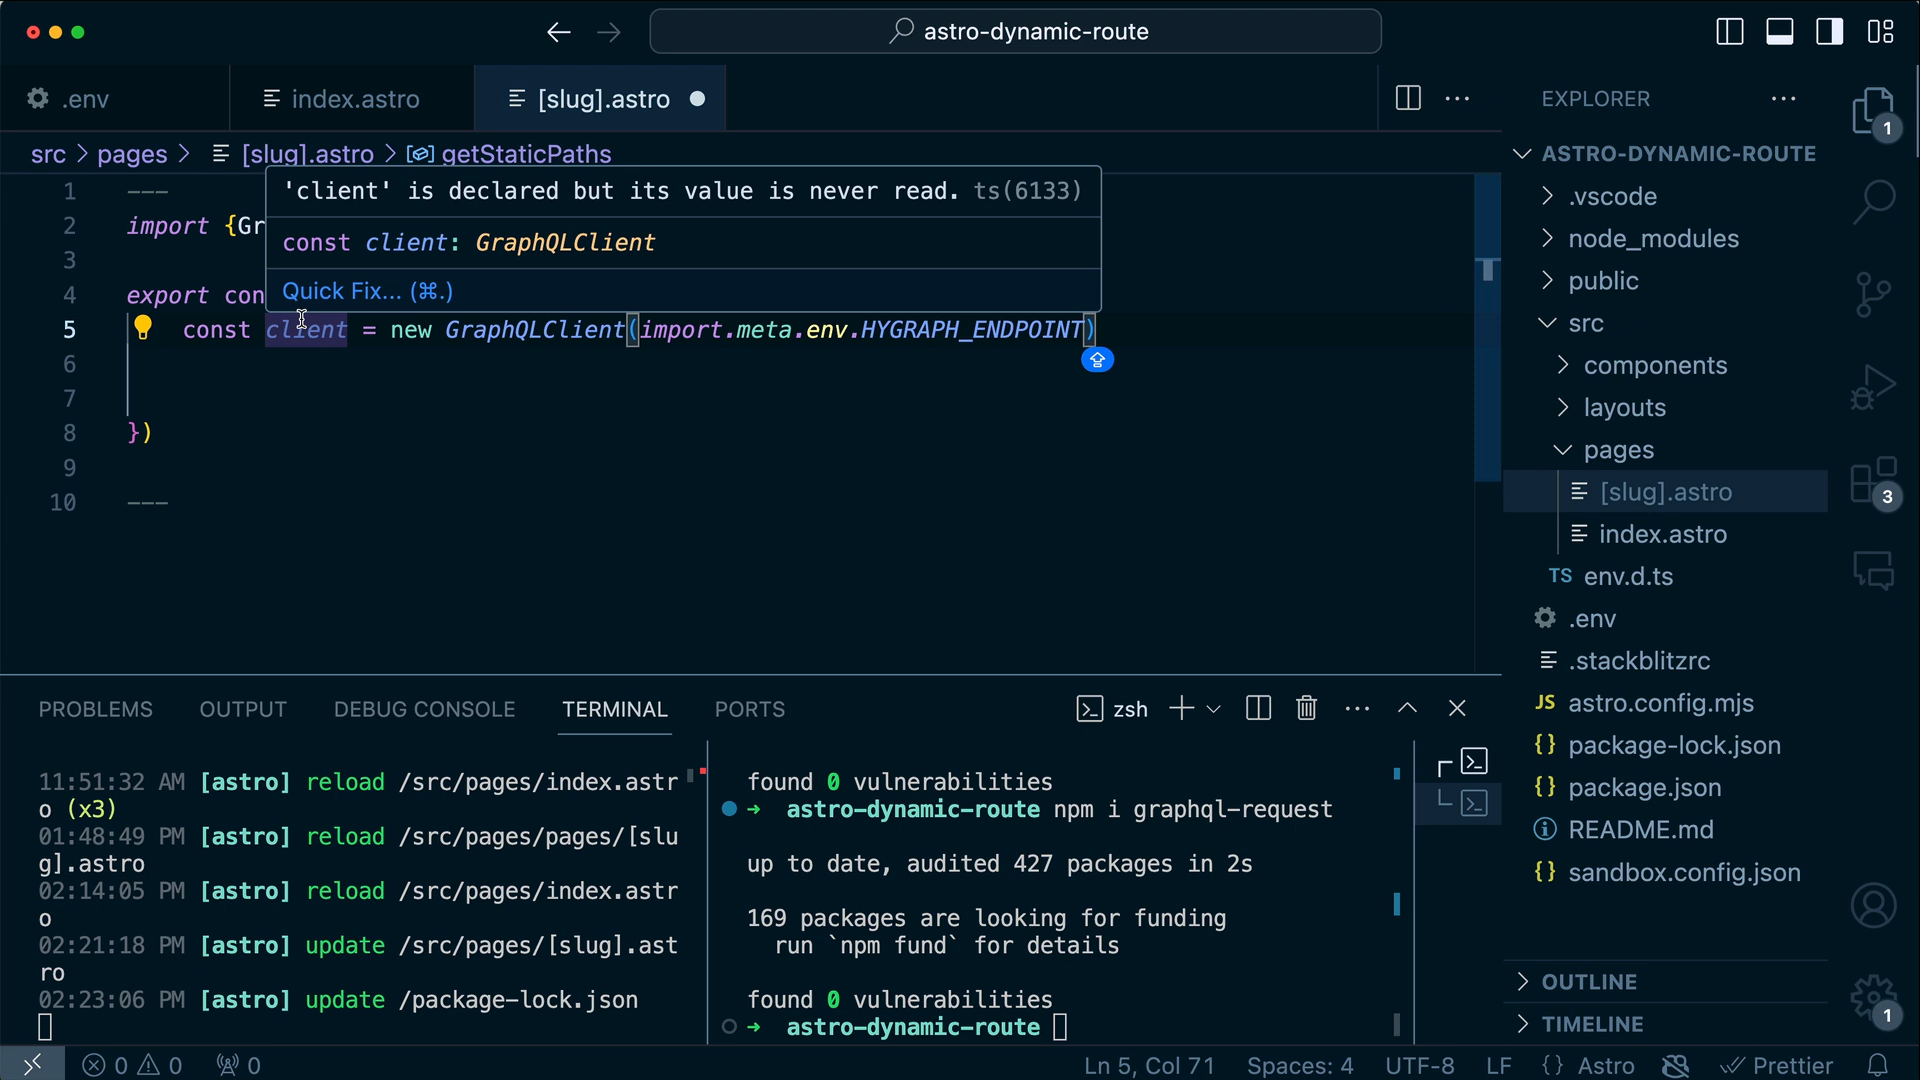 astro-dynamic-route
.env
index.astro
[slug].astro
src > pages > [slug].astro > getStaticPaths
1 ---
2 import {Gr
3
4 export con
5 const client = new GraphQLClient(import.meta.env.HYGRAPH_ENDPOINT)
6
7
8 })
9
10 ---
'client' is declared but its value is never read. ts(6133)
const client: GraphQLClient
Quick Fix... (⌘.)
EXPLORER
ASTRO-DYNAMIC-ROUTE
.vscode
node_modules
public
src
components
layouts
pages
[slug].astro
index.astro
TS env.d.ts
.env
.stackblitzrc
JS astro.config.mjs
{} package-lock.json
{} package.json
README.md
{} sandbox.config.json
OUTLINE
TIMELINE
1
3
1
PROBLEMS
OUTPUT
DEBUG CONSOLE
TERMINAL
PORTS
zsh
11:51:32 AM [astro] reload /src/pages/index.astr
o (x3)
01:48:49 PM [astro] reload /src/pages/pages/[slu
g].astro
02:14:05 PM [astro] reload /src/pages/index.astr
o
02:21:18 PM [astro] update /src/pages/[slug].ast
ro
02:23:06 PM [astro] update /package-lock.json
found 0 vulnerabilities
➜ astro-dynamic-route npm i graphql-request
up to date, audited 427 packages in 2s
169 packages are looking for funding
run `npm fund` for details
found 0 vulnerabilities
➜ astro-dynamic-route
0 0 0
Ln 5, Col 71
Spaces: 4
UTF-8
LF
{} Astro
Prettier